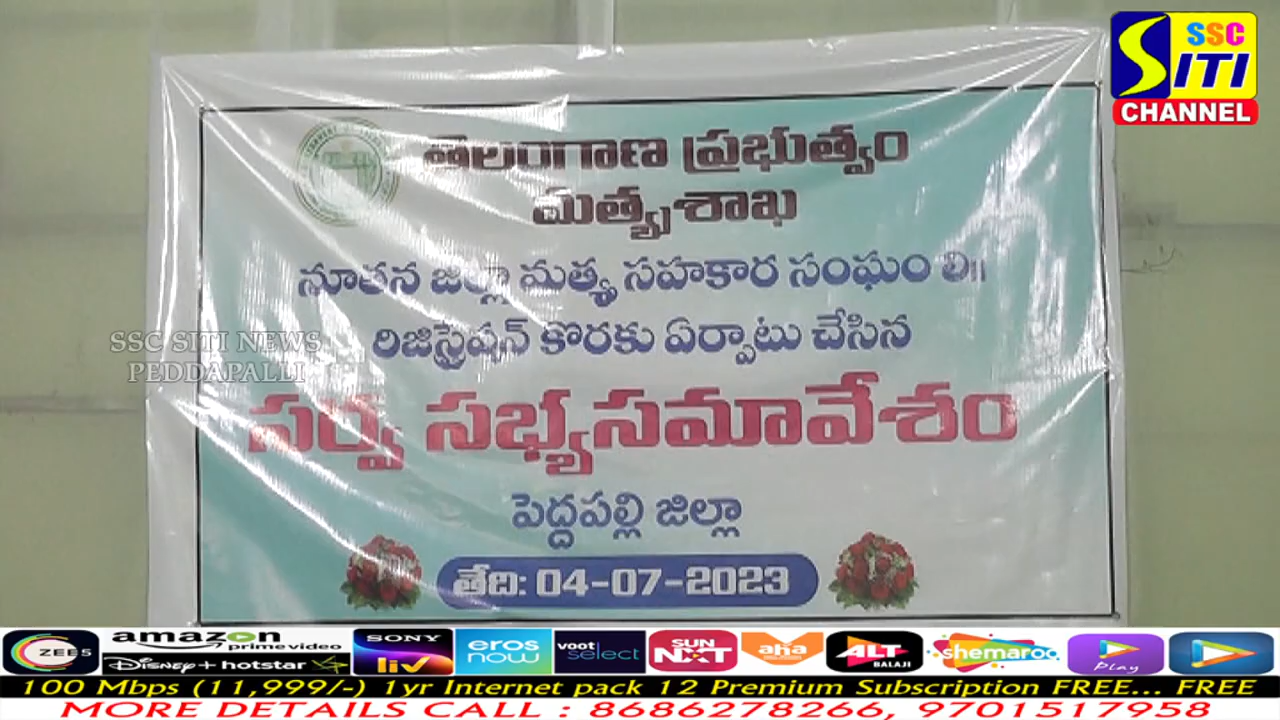 SSC
SITI
CHANNEL
తెలంగాణ ప్రభుత్వం
మత్స్యశాఖ
నూతన జిల్లా మత్స్య సహకార సంఘం లి॥
రిజిస్ట్రేషన్ కొరకు ఏర్పాటు చేసిన
SSC SITI NEWS
PEDDAPALLI
సర్వ సభ్యసమావేశం
పెద్దపల్లి జిల్లా
తేది: 04-07-2023
ZEE5
amazon
prime video
Disney+ hotstar
SONY
liv
eros
now
voot
select
SUN
NXT
aha
ALT
BALAJI
shemaroo
Play
100 Mbps (11,999/-) 1yr Internet pack 12 Premium Subscription FREE... FREE
MORE DETAILS CALL : 8686278266, 9701517958